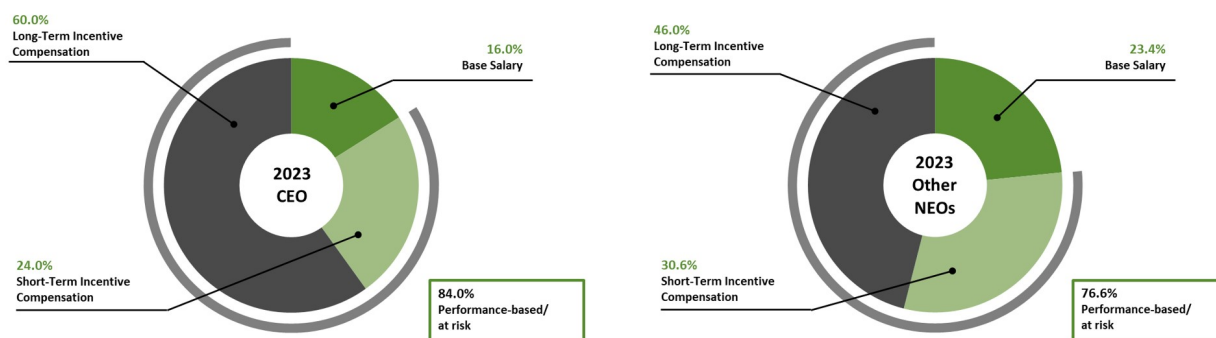 60.0%
Long-Term Incentive
Compensation
16.0%
Base Salary
2023
CEO
24.0%
Short-Term Incentive
Compensation
84.0%
Performance-based/
at risk
46.0%
Long-Term Incentive
Compensation
23.4%
Base Salary
2023
Other
NEOs
30.6%
Short-Term Incentive
Compensation
76.6%
Performance-based/
at risk